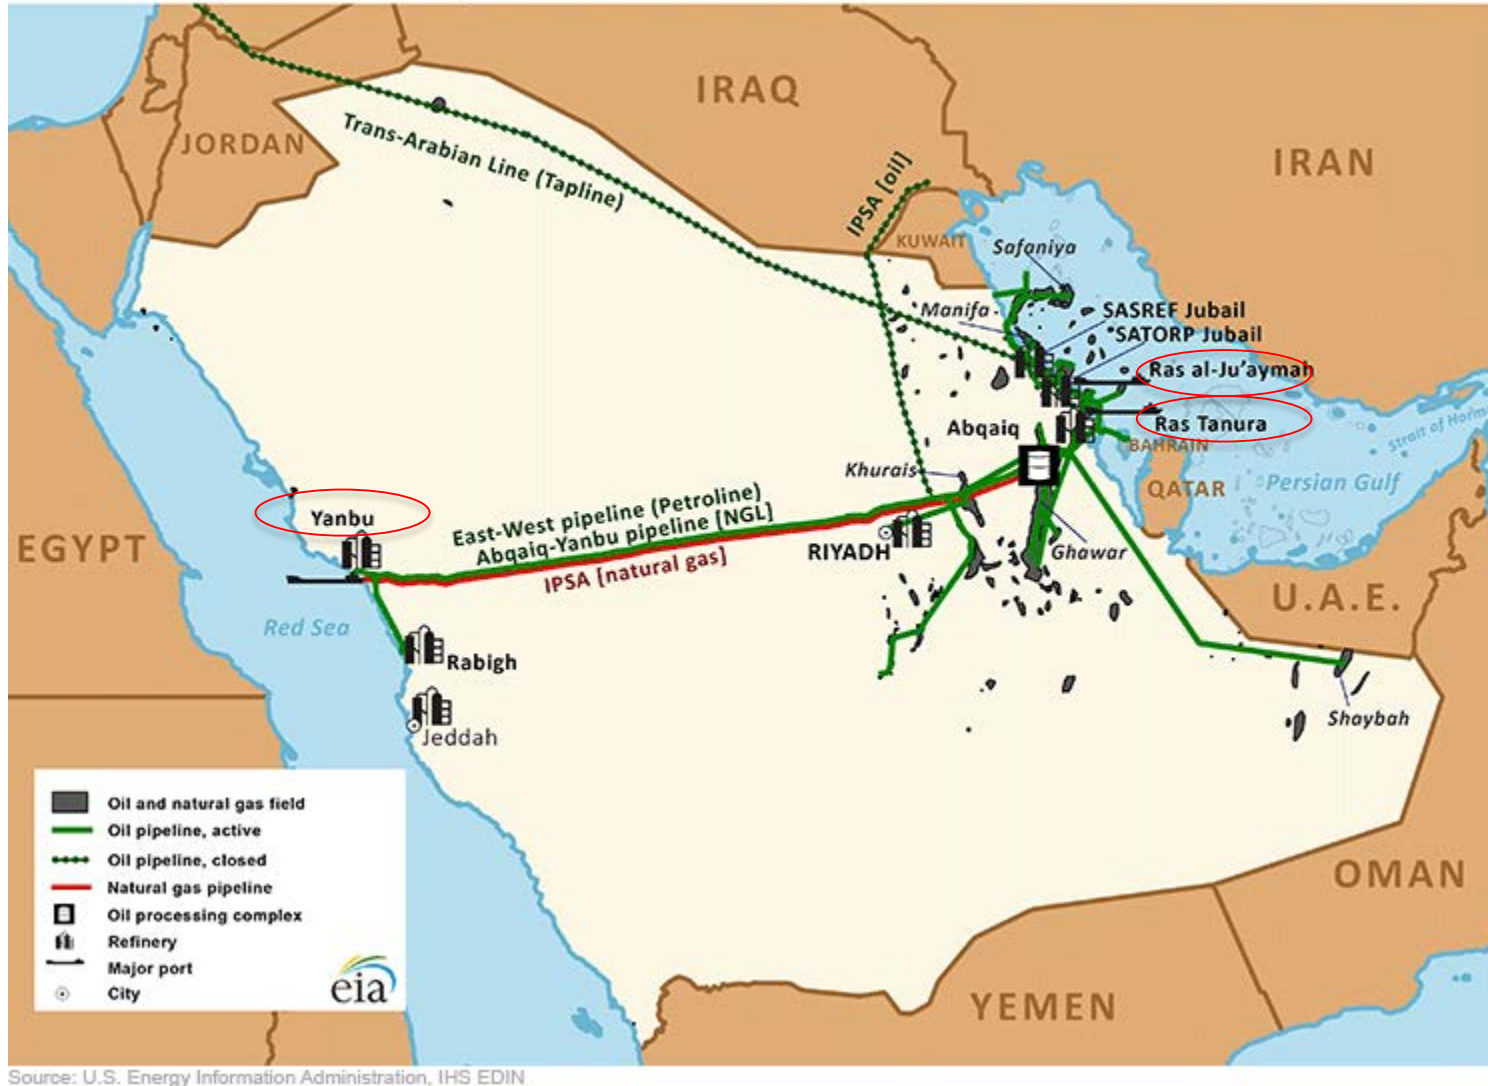 IRAQ
IRAN
JORDAN
Trans-Arabian Line (Tapline)
IPSA [oil]
KUWAIT
Safaniya
Manifa
SASREF Jubail
SATORP Jubail
Ras al-Ju'aymah
Ras Tanura
Strait of Hormu
Abqaiq
BAHRAIN
Khurais
QATAR
Persian Gulf
Yanbu
East-West pipeline (Petroline)
Abqaiq-Yanbu pipeline [NGL]
IPSA [natural gas]
EGYPT
RIYADH
Ghawar
U.A.E.
Red Sea
Rabigh
Shaybah
Jeddah
Oil and natural gas field
Oil pipeline, active
Oil pipeline, closed
Natural gas pipeline
Oil processing complex
Refinery
Major port
City
eia
OMAN
YEMEN
Source: U.S. Energy Information Administration, IHS EDIN